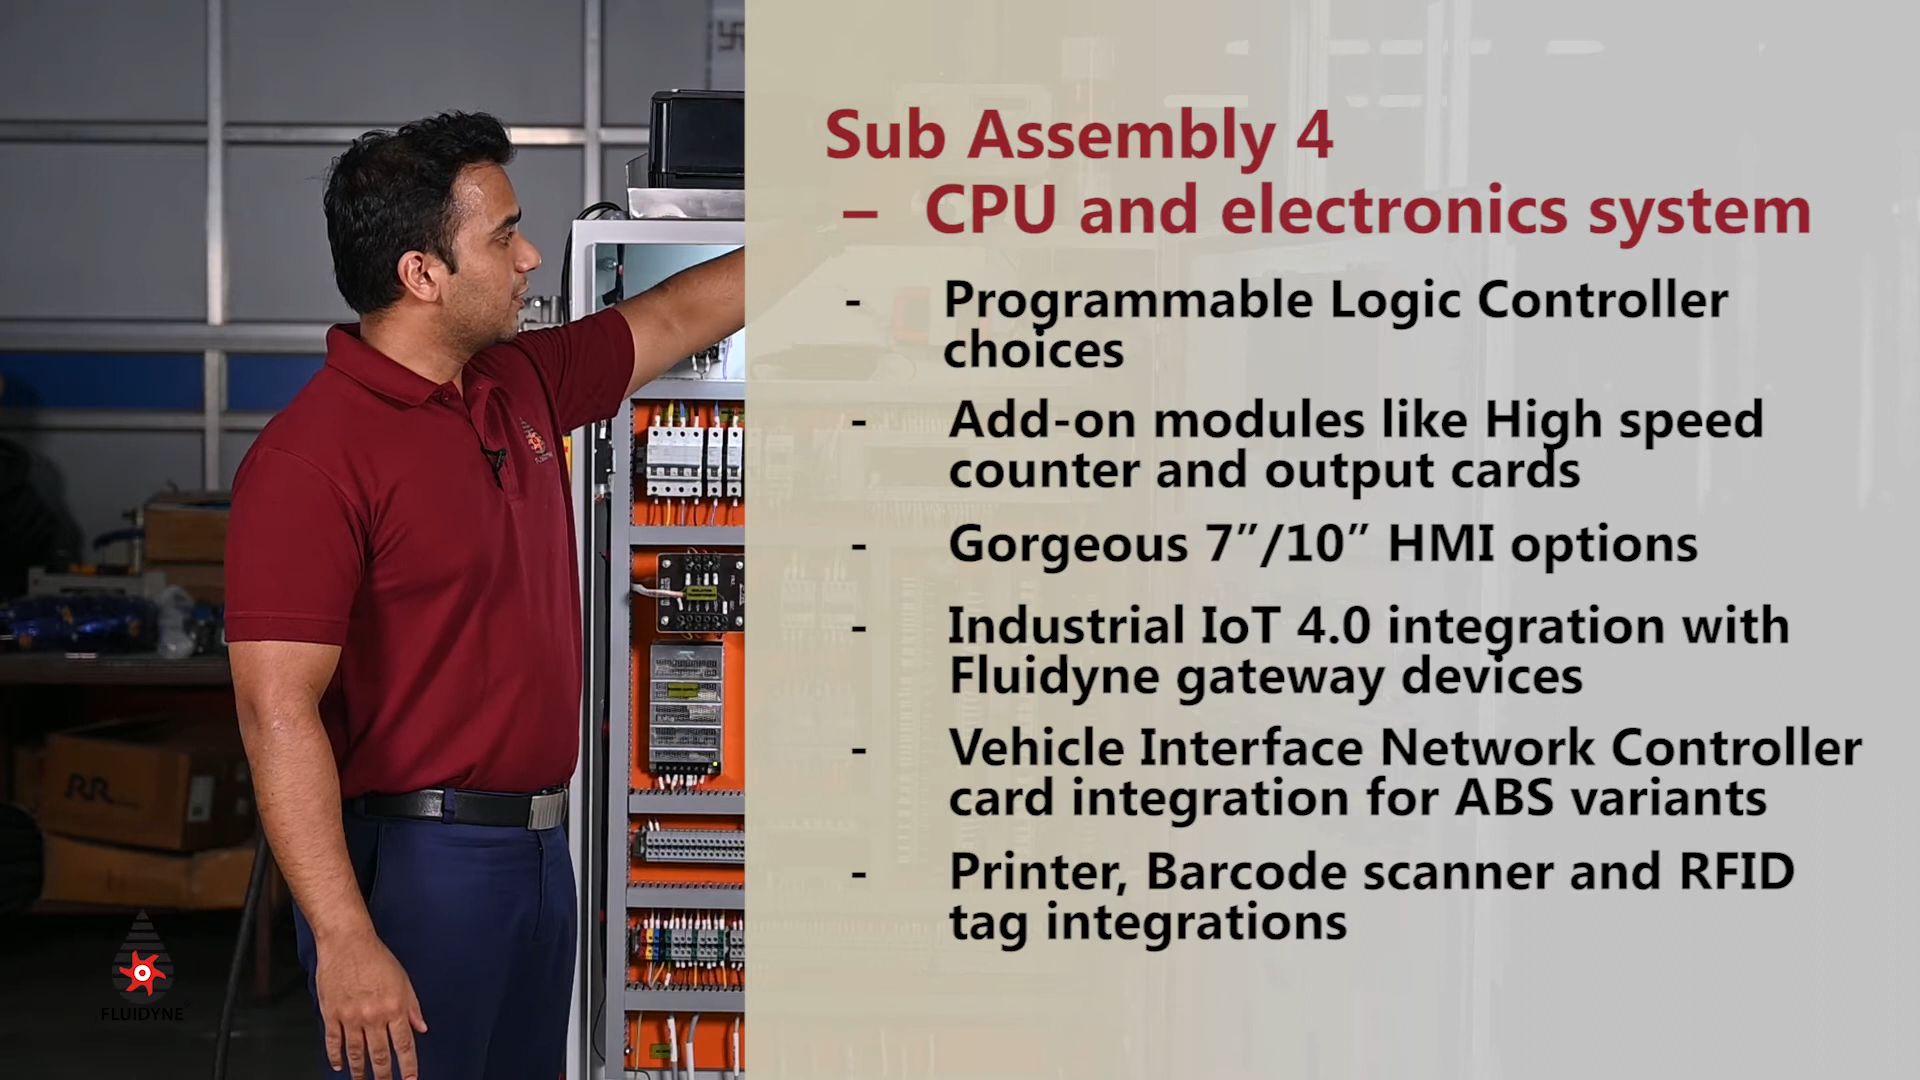 Sub Assembly 4
– CPU and electronics system
- Programmable Logic Controller
choices
- Add-on modules like High speed
counter and output cards
- Gorgeous 7”/10” HMI options
- Industrial IoT 4.0 integration with
Fluidyne gateway devices
- Vehicle Interface Network Controller
card integration for ABS variants
- Printer, Barcode scanner and RFID
tag integrations
RR
FLUIDYNE